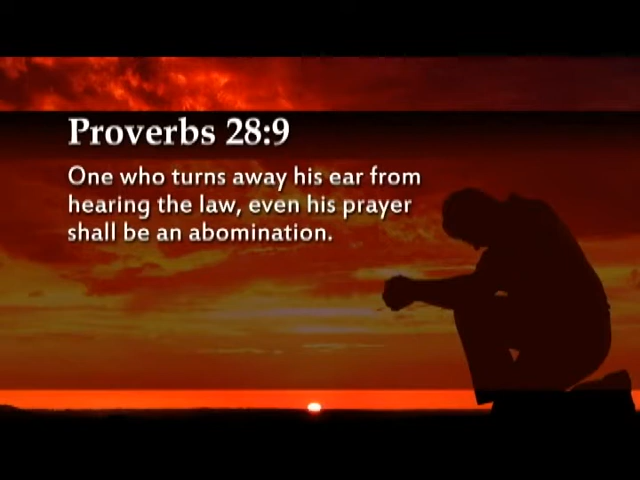 Proverbs 28:9
One who turns away his ear from
hearing the law, even his prayer
shall be an abomination.